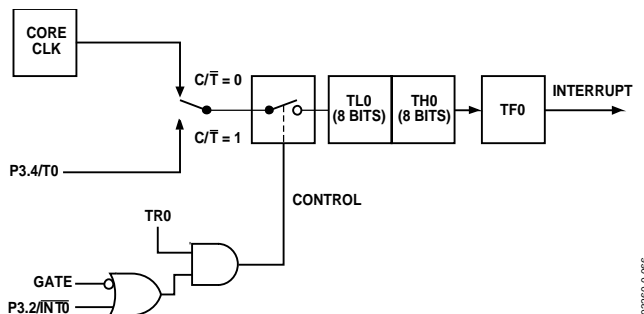 CORE
CLK
C/T̅ = 0
C/T̅ = 1
P3.4/T0
TL0
(8 BITS)
TH0
(8 BITS)
TF0
INTERRUPT
CONTROL
TR0
GATE
P3.2/I̅N̅T̅0̅